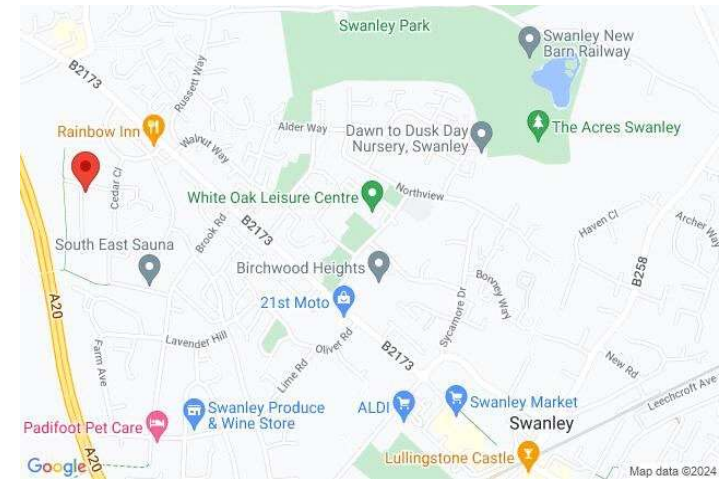 Swanley Park
Swanley New
Barn Railway
B2173
Russett Way
Rainbow Inn
Walnut Way
Alder Way
Dawn to Dusk Day
Nursery, Swanley
The Acres Swanley
Cedar Cl
White Oak Leisure Centre
Northview
Brook Rd
B2173
Haven Cl
Archer Way
South East Sauna
Birchwood Heights
B258
A20
21st Moto
Bonney Way
Sycamore Dr
Farm Ave
Lavender Hill
Oliver Rd
Lime Rd
B2173
New Rd
Leechcroft Ave
Swanley Produce
& Wine Store
ALDI
Swanley Market
Swanley
Padifoot Pet Care
A20
Lullingstone Castle
Google
Map data ©2024